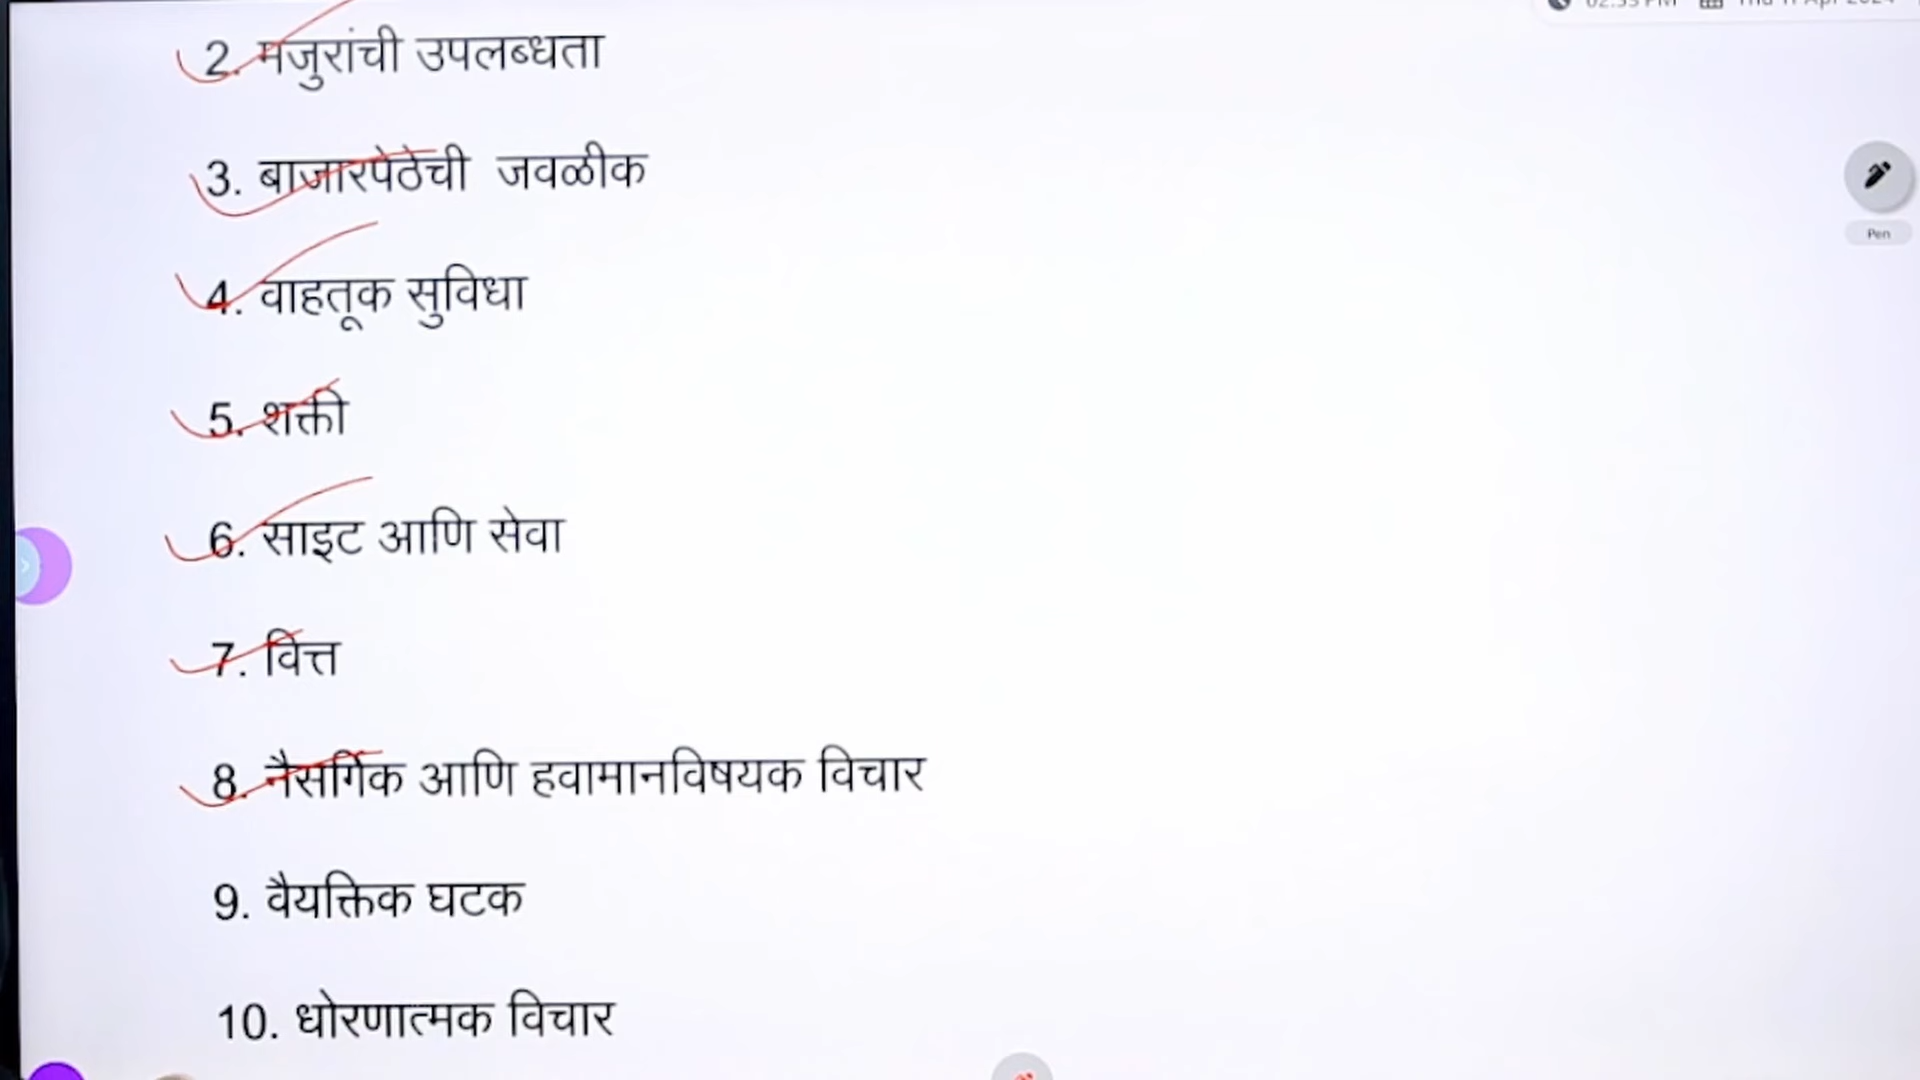 2. मजुरांची उपलब्धता
3. बाजारपेठेची जवळीक
4. वाहतूक सुविधा
Pen
5. शक्ती
6. साइट आणि सेवा
7. वित्त
8. नैसर्गिक आणि हवामानविषयक विचार
9. वैयक्तिक घटक
10. धोरणात्मक विचार